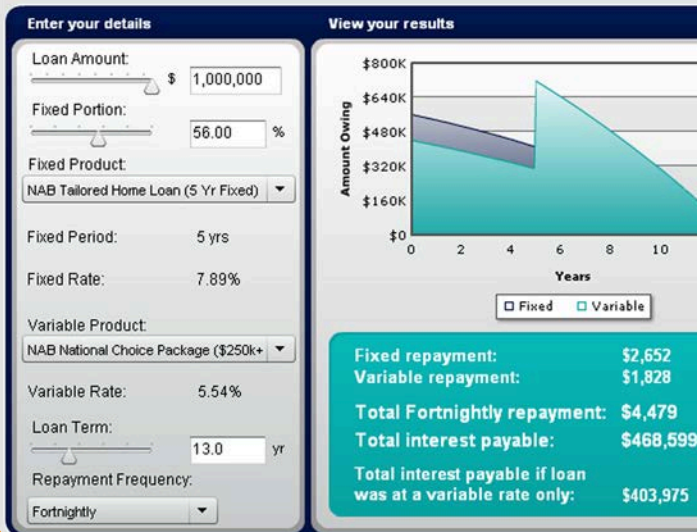 Enter your details
Loan Amount:
$ 1,000,000
Fixed Portion:
56.00 %
Fixed Product:
NAB Tailored Home Loan (5 Yr Fixed)
Fixed Period: 5 yrs
Fixed Rate: 7.89%
Variable Product:
NAB National Choice Package ($250k+
Variable Rate: 5.54%
Loan Term:
13.0 yr
Repayment Frequency:
Fortnightly
View your results
Amount Owing
$800K
$640K
$480K
$320K
$160K
$0
0 2 4 6 8 10
Years
Fixed Variable
Fixed repayment: $2,652
Variable repayment: $1,828
Total Fortnightly repayment: $4,479
Total interest payable: $468,599
Total interest payable if loan
was at a variable rate only: $403,975